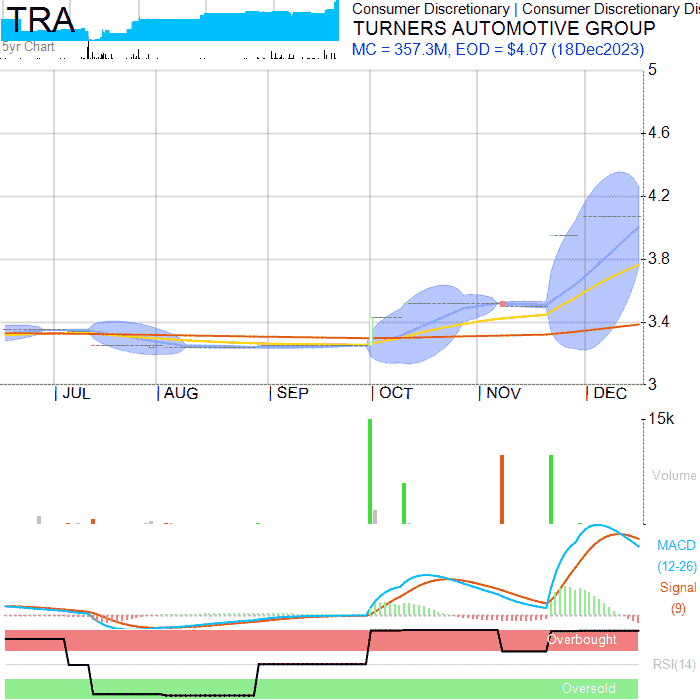 TRA
5yr Chart
Consumer Discretionary | Consumer Discretionary Dis
TURNERS AUTOMOTIVE GROUP
MC = 357.3M, EOD = $4.07 (18Dec2023)
5
4.6
4.2
3.8
3.4
3
| JUL | AUG | SEP | OCT | NOV | DEC
15k
Volume
MACD
(12-26)
Signal
(9)
Overbought
RSI(14)
Oversold